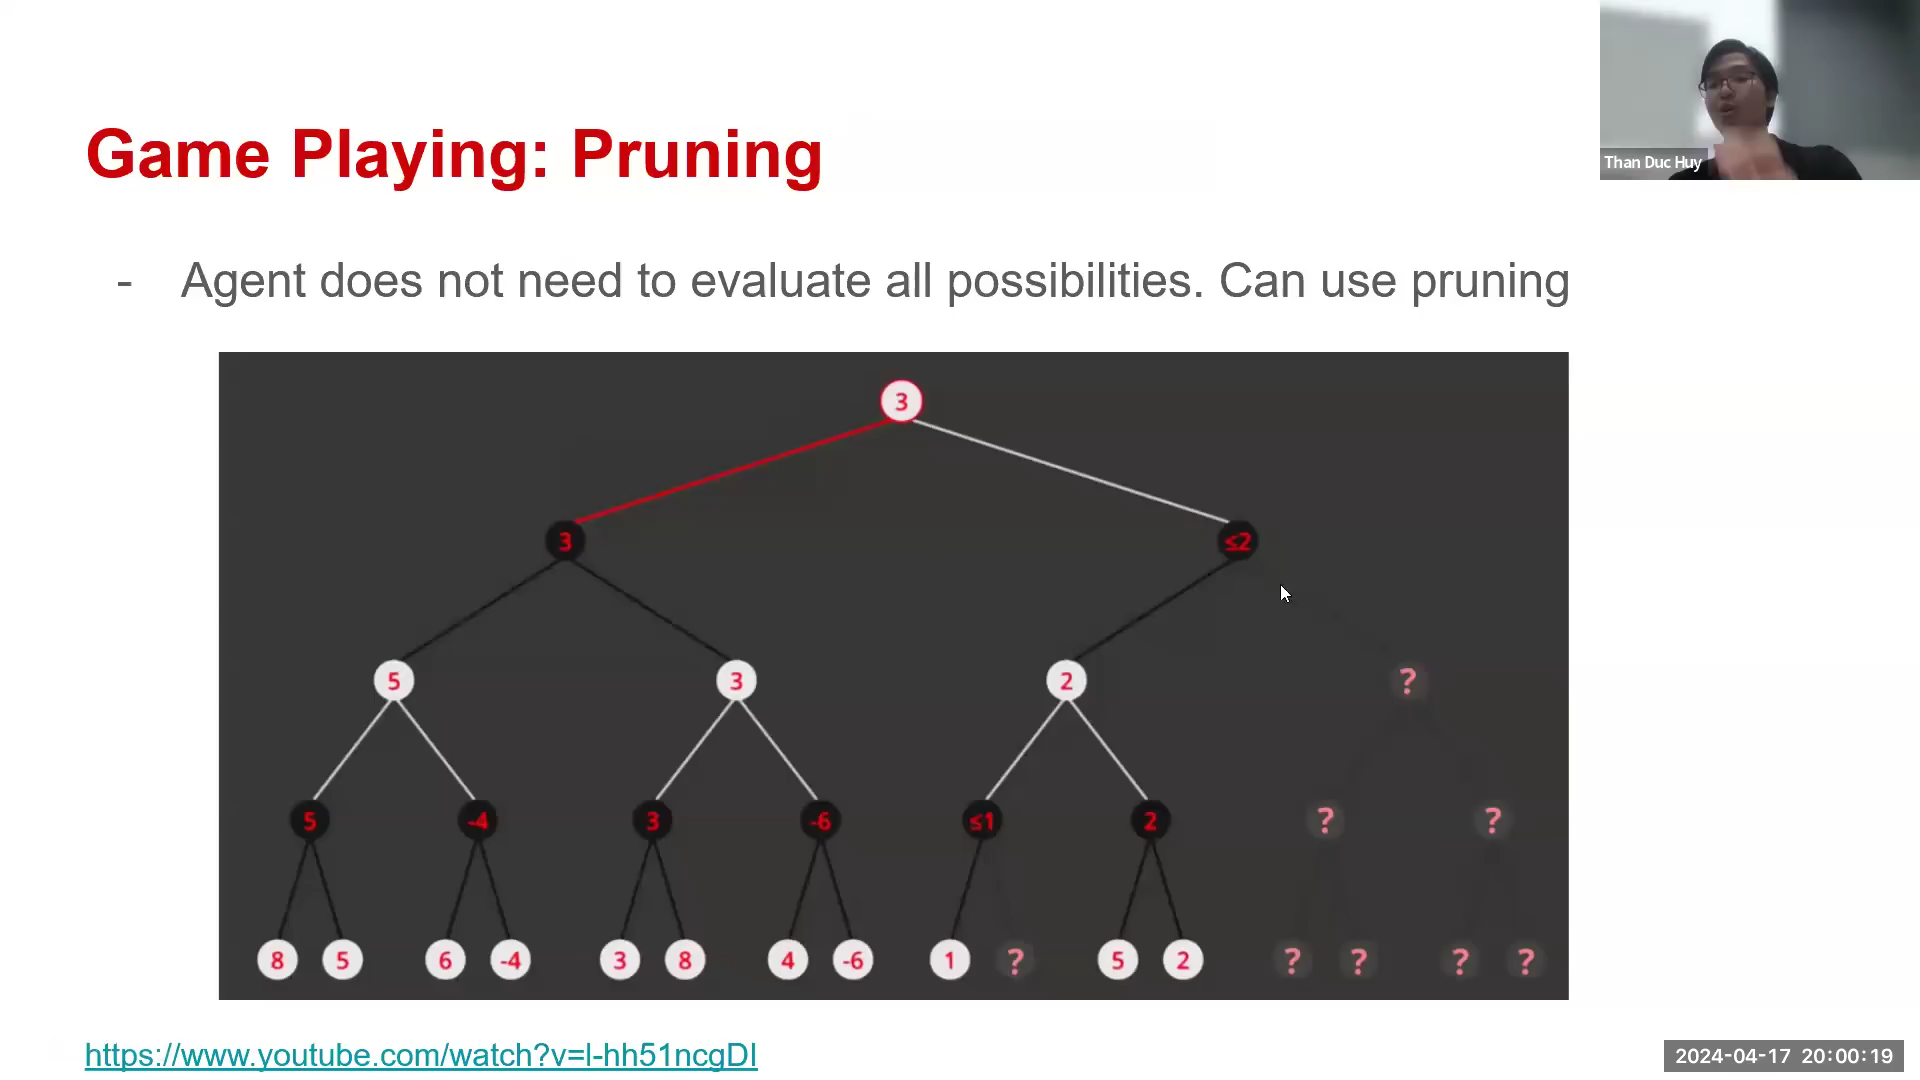 Than Duc Huy
Game Playing: Pruning
- Agent does not need to evaluate all possibilities. Can use pruning
3
3 ≤2
5 3 2 ?
5 -4 3 -6 ≤1 2 ? ?
8 5 6 -4 3 8 4 -6 1 ? 5 2 ? ? ? ?
https://www.youtube.com/watch?v=l-hh51ncgDI
2024-04-17 20:00:19